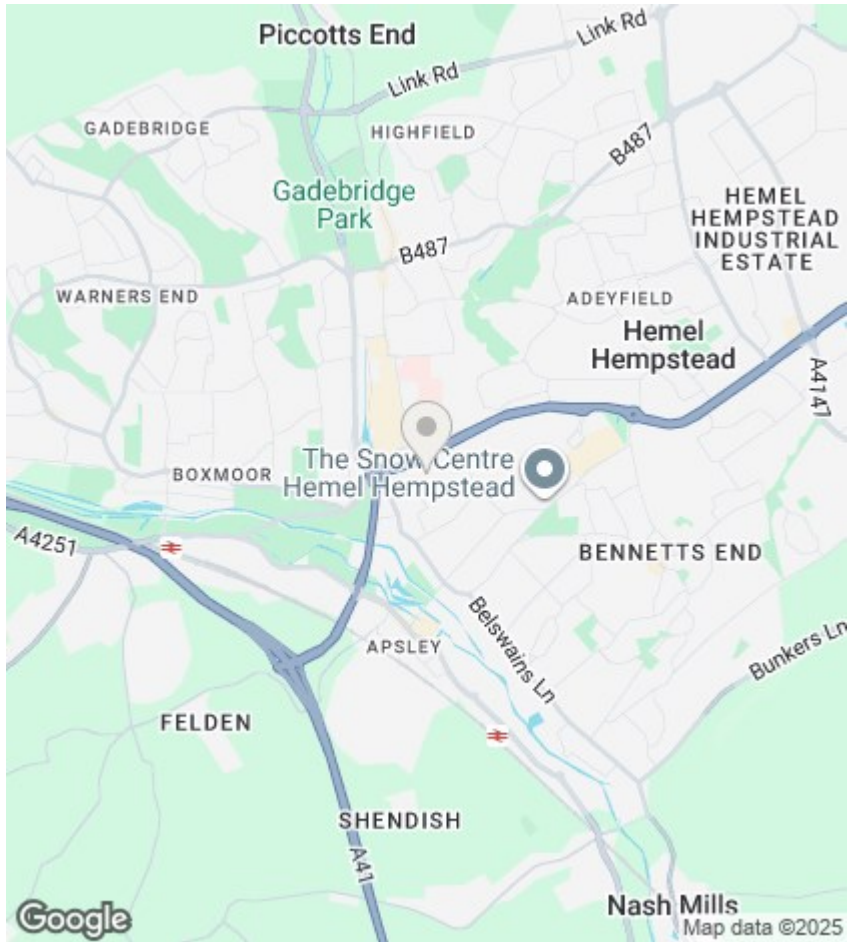 Piccotts End
Link Rd
Link Rd
GADEBRIDGE
HIGHFIELD
B487
Gadebridge
Park
HEMEL
HEMPSTEAD
INDUSTRIAL
ESTATE
B487
WARNERS END
ADEYFIELD
Hemel
Hempstead
A4147
The Snow Centre
Hemel Hempstead
BOXMOOR
A4251
BENNETTS END
Belswains Ln
APSLEY
Bunkers Ln
FELDEN
SHENDISH
A41
Nash Mills
Google
Map data ©2025